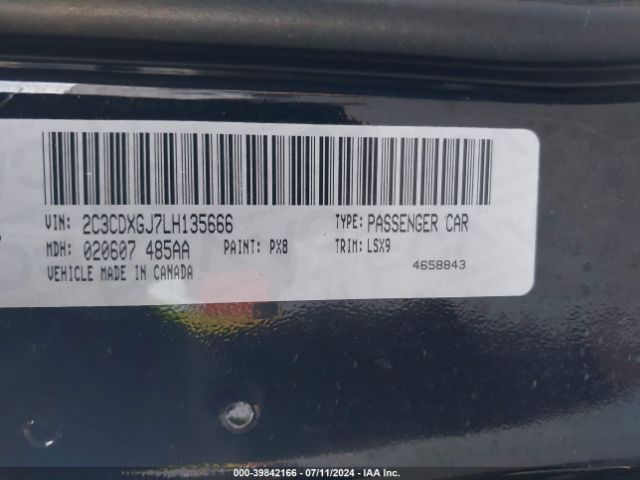 VIN: 2C3CDXGJ7LH135666 TYPE: PASSENGER CAR
MDH: 020607 485AA PAINT: PX8 TRIM: LSX9
VEHICLE MADE IN CANADA 4658843
000-39842166 - 07/11/2024 - IAA Inc.